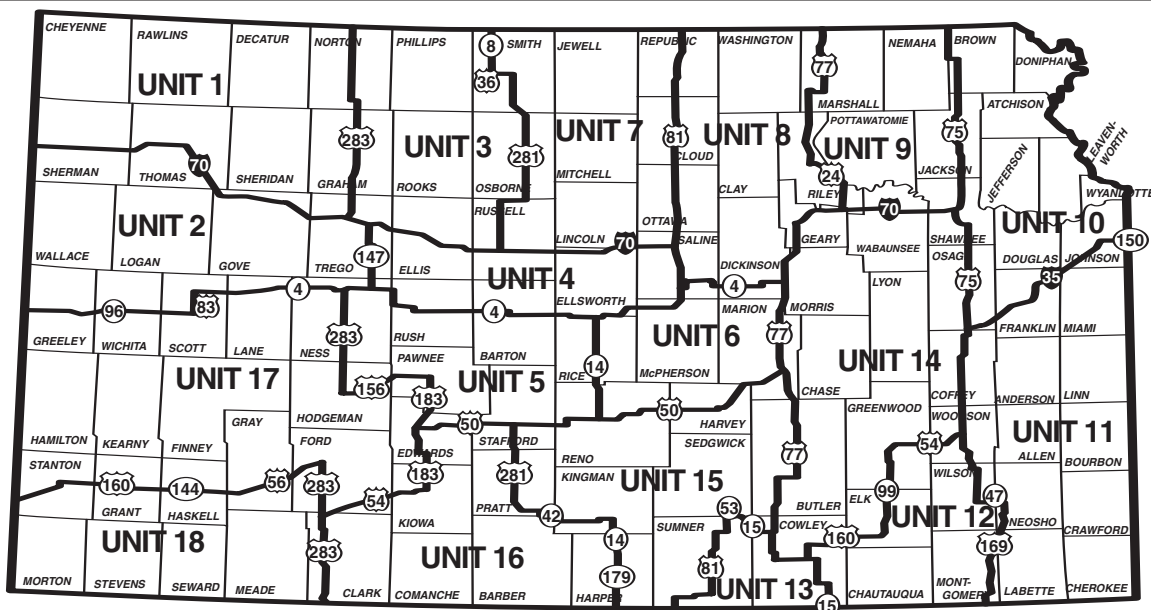 CHEYENNE
RAWLINS
DECATUR
NORTON
PHILLIPS
8
SMITH
JEWELL
REPUBLIC
WASHINGTON
77
NEMAHA
BROWN
DONIPHAN
UNIT 1
36
MARSHALL
ATCHISON
283
UNIT 3
281
UNIT 7
81
UNIT 8
POTTAWATOMIE
UNIT 9
75
JEFFERSON
LEAVEN-
WORTH
CLOUD
SHERMAN
THOMAS
70
SHERIDAN
GRAHAM
ROOKS
OSBORNE
MITCHELL
CLAY
24
RILEY
JACKSON
WYANDOTTE
UNIT 2
RUSSELL
LINCOLN
70
OTTAWA
SALINE
GEARY
70
WABAUNSEE
SHAWNEE
UNIT 10
150
WALLACE
LOGAN
GOVE
TREGO
147
ELLIS
UNIT 4
DICKINSON
OSAGE
DOUGLAS
JOHNSON
35
96
83
4
4
ELLSWORTH
4
MARION
MORRIS
LYON
75
GREELEY
WICHITA
SCOTT
LANE
NESS
283
RUSH
BARTON
UNIT 6
77
FRANKLIN
MIAMI
UNIT 17
156
PAWNEE
183
UNIT 5
RICE
14
McPHERSON
UNIT 14
CHASE
COFFEY
ANDERSON
LINN
HAMILTON
KEARNY
FINNEY
GRAY
HODGEMAN
50
STAFFORD
50
HARVEY
GREENWOOD
WOODSON
UNIT 11
STANTON
FORD
EDWARDS
RENO
SEDGWICK
77
54
ALLEN
BOURBON
160
144
56
283
54
183
281
KINGMAN
UNIT 15
BUTLER
ELK
99
WILSON
47
GRANT
HASKELL
KIOWA
PRATT
42
SUMNER
53
15
COWLEY
160
UNIT 12
NEOSHO
CRAWFORD
UNIT 18
283
UNIT 16
14
169
MORTON
STEVENS
SEWARD
MEADE
CLARK
COMANCHE
BARBER
HARPER
179
81
UNIT 13
15
CHAUTAUQUA
MONT-
GOMERY
LABETTE
CHEROKEE